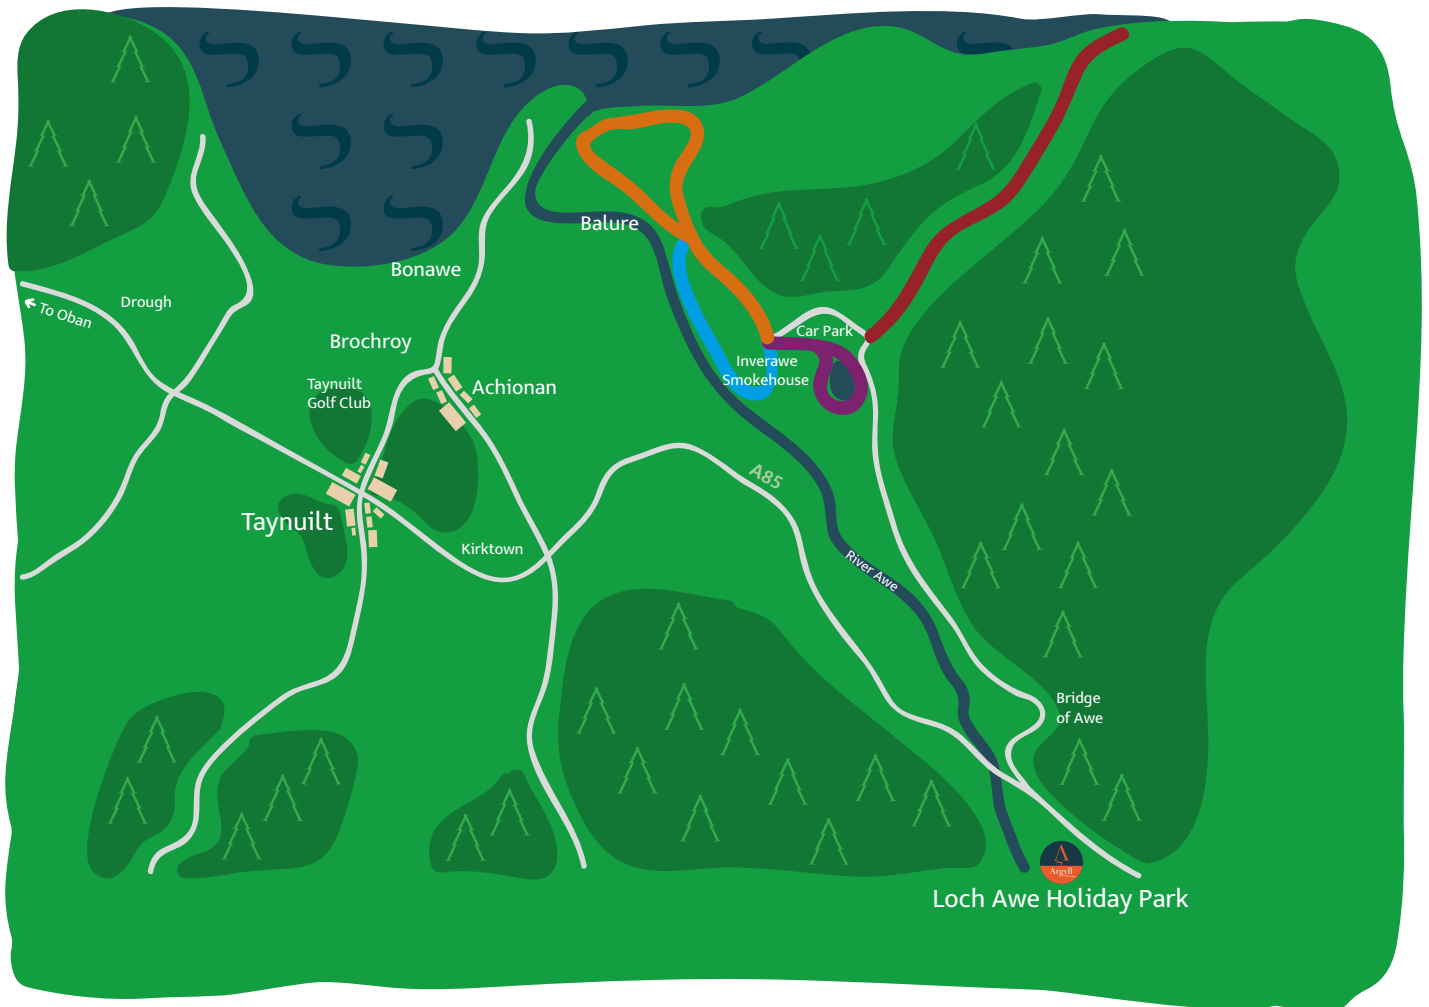 Balure
Bonawe
To Oban
Drough
Brochroy
Car Park
Inverawe
Smokehouse
Taynuilt
Golf Club
Achionan
A85
Taynuilt
Kirktown
River Awe
Bridge
of Awe
Argyll
Loch Awe Holiday Park